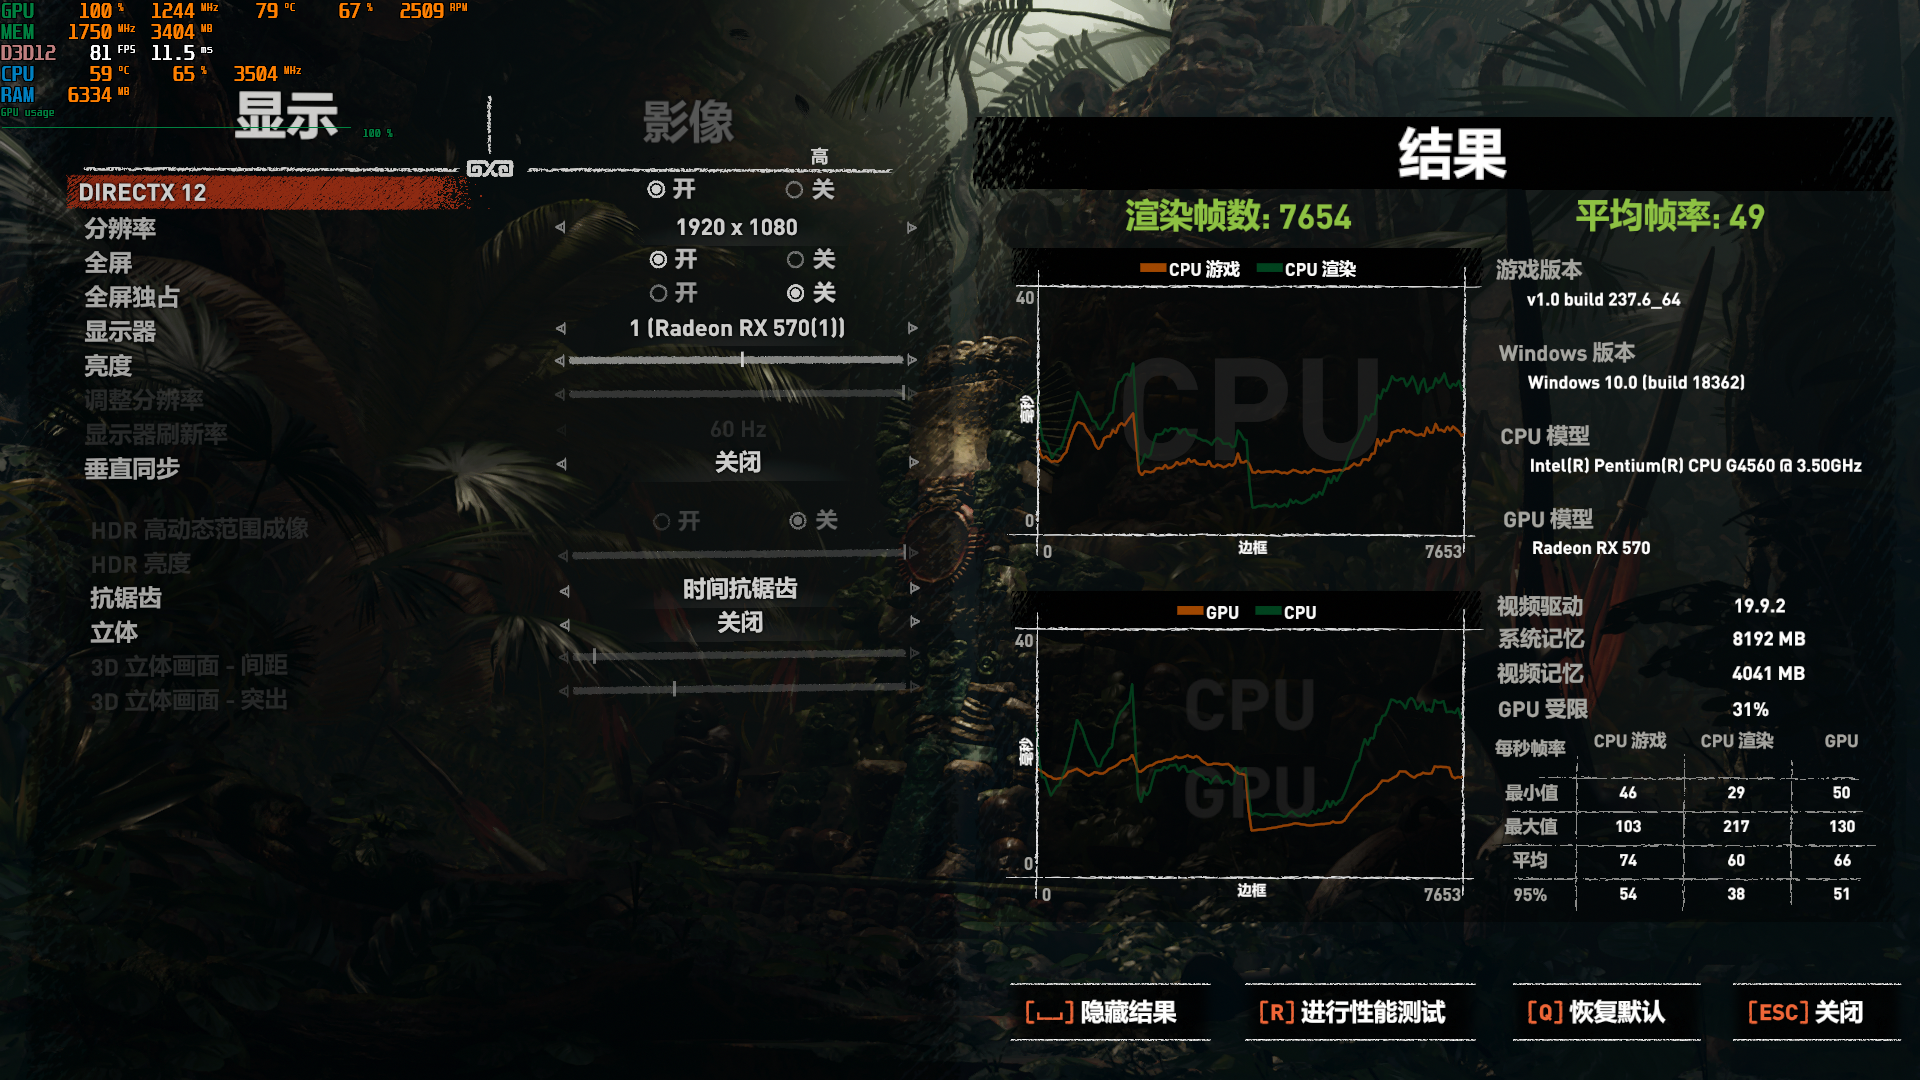 GPU 100 % 1244 MHz 79 °C 67 % 2509 RPM
MEM 1750 MHz 3404 MB
D3D12 81 FPS 11.5 ms
CPU 59 °C 65 % 3504 MHz
RAM 6334 MB
GPU usage
100 %
显示
影像
高
DIRECTX 12 开 关
分辨率 1920 x 1080
全屏 开 关
全屏独占 开 关
显示器 1 (Radeon RX 570(1))
亮度
调整分辨率
显示器刷新率 60 Hz
垂直同步 关闭
HDR 高动态范围成像 开 关
HDR 亮度
抗锯齿 时间抗锯齿
立体 关闭
3D 立体画面 - 间距
3D 立体画面 - 突出
结果
渲染帧数: 7654
平均帧率: 49
CPU 游戏 CPU 渲染
40
CPU
毫秒
0
0 边框 7653
GPU CPU
40
CPU
GPU
毫秒
0
0 边框 7653
游戏版本
v1.0 build 237.6_64
Windows 版本
Windows 10.0 (build 18362)
CPU 模型
Intel(R) Pentium(R) CPU G4560 @ 3.50GHz
GPU 模型
Radeon RX 570
视频驱动 19.9.2
系统记忆 8192 MB
视频记忆 4041 MB
GPU 受限 31%
每秒帧率 CPU 游戏 CPU 渲染 GPU
最小值 46 29 50
最大值 103 217 130
平均 74 60 66
95% 54 38 51
[⎵] 隐藏结果
[R] 进行性能测试
[Q] 恢复默认
[ESC] 关闭